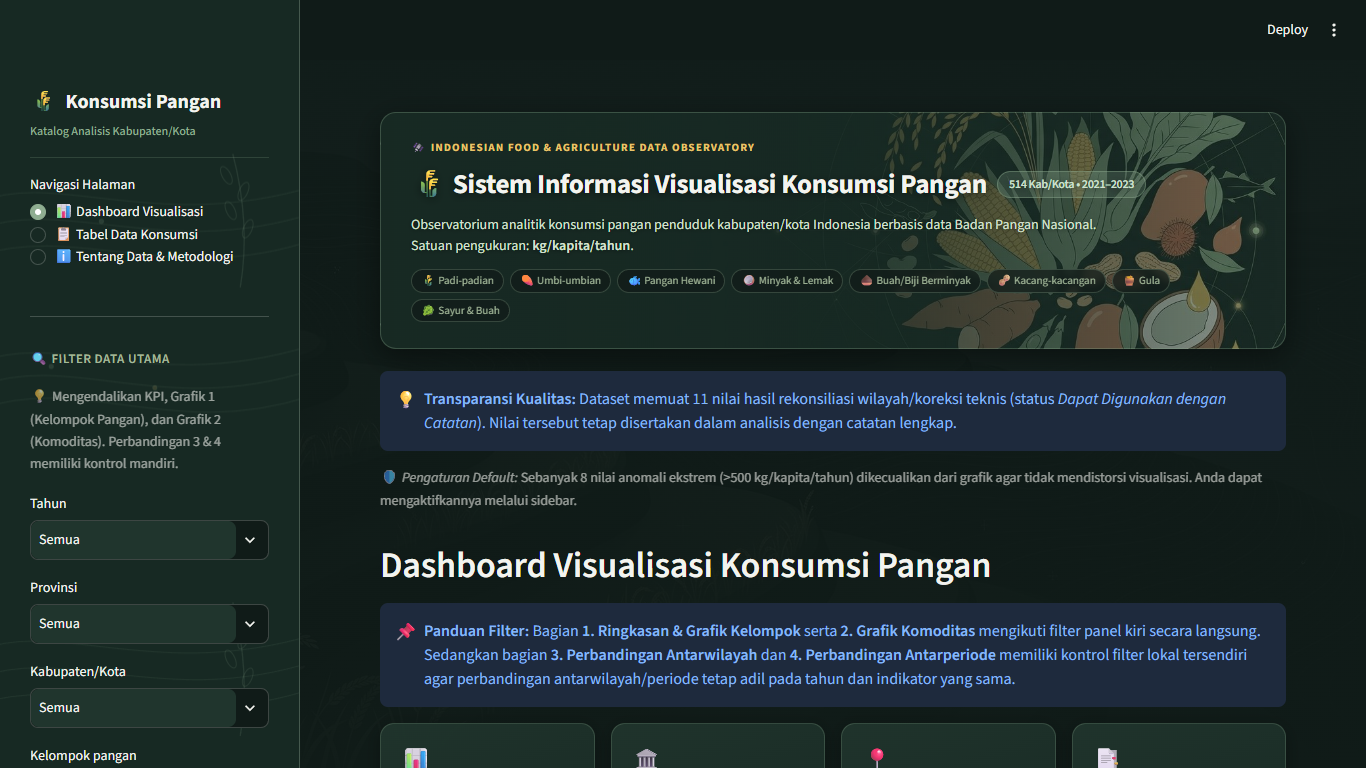 Deploy
Konsumsi Pangan
Katalog Analisis Kabupaten/Kota
Navigasi Halaman
Dashboard Visualisasi
Tabel Data Konsumsi
Tentang Data & Metodologi
FILTER DATA UTAMA
Mengendalikan KPI, Grafik 1
(Kelompok Pangan), dan Grafik 2
(Komoditas). Perbandingan 3 & 4
memiliki kontrol mandiri.
Tahun
Semua
Provinsi
Semua
Kabupaten/Kota
Semua
Kelompok pangan
INDONESIAN FOOD & AGRICULTURE DATA OBSERVATORY
Sistem Informasi Visualisasi Konsumsi Pangan 514 Kab/Kota • 2021–2023
Observatorium analitik konsumsi pangan penduduk kabupaten/kota Indonesia berbasis data Badan Pangan Nasional.
Satuan pengukuran: kg/kapita/tahun.
Padi-padian Umbi-umbian Pangan Hewani Minyak & Lemak Buah/Biji Berminyak Kacang-kacangan Gula
Sayur & Buah
Transparansi Kualitas: Dataset memuat 11 nilai hasil rekonsiliasi wilayah/koreksi teknis (status Dapat Digunakan dengan
Catatan). Nilai tersebut tetap disertakan dalam analisis dengan catatan lengkap.
Pengaturan Default: Sebanyak 8 nilai anomali ekstrem (>500 kg/kapita/tahun) dikecualikan dari grafik agar tidak mendistorsi visualisasi. Anda dapat
mengaktifkannya melalui sidebar.
Dashboard Visualisasi Konsumsi Pangan
Panduan Filter: Bagian 1. Ringkasan & Grafik Kelompok serta 2. Grafik Komoditas mengikuti filter panel kiri secara langsung.
Sedangkan bagian 3. Perbandingan Antarwilayah dan 4. Perbandingan Antarperiode memiliki kontrol filter lokal tersendiri
agar perbandingan antarwilayah/periode tetap adil pada tahun dan indikator yang sama.